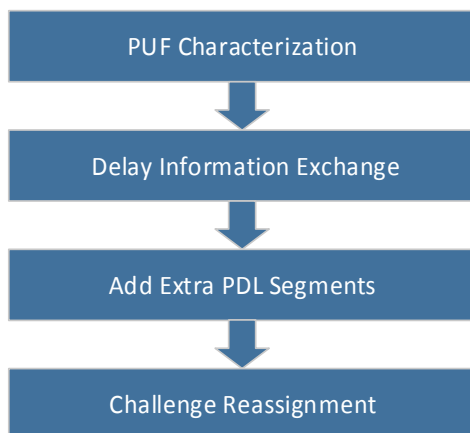 PUF Characterization
Delay Information Exchange
Add Extra PDL Segments
Challenge Reassignment